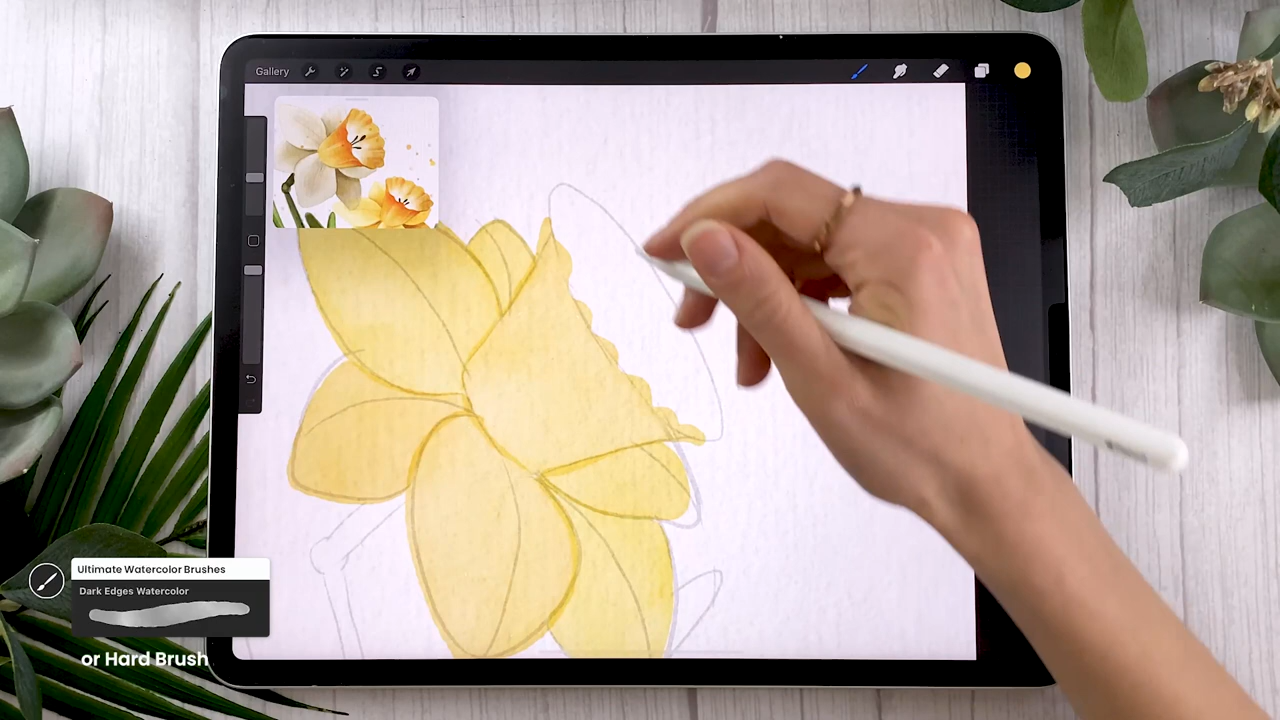 Gallery
Ultimate Watercolor Brushes
Dark Edges Watercolor
or Hard Brush